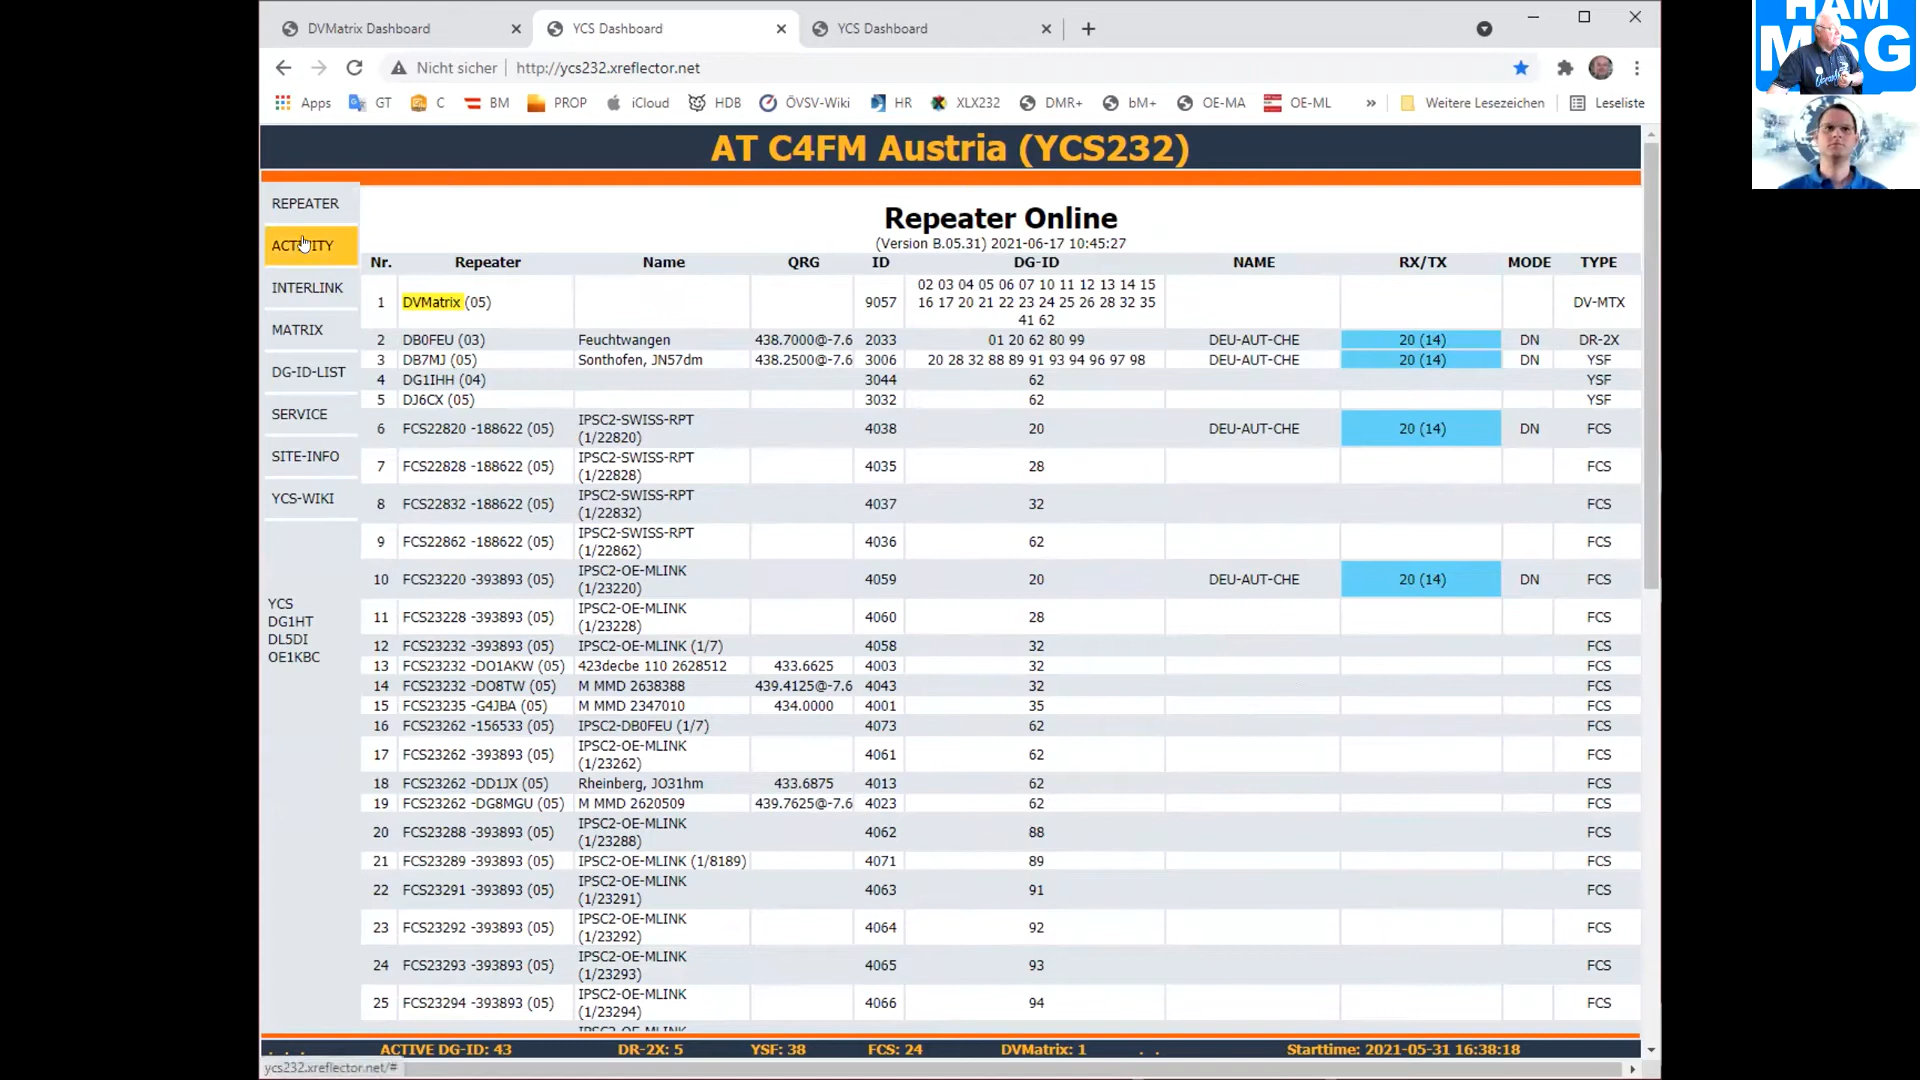 DVMatrix Dashboard
YCS Dashboard
YCS Dashboard
Nicht sicher
http://ycs232.xreflector.net
Apps GT C BM PROP iCloud HDB ÖVSV-Wiki HR XLX232 DMR+ bM+ OE-MA OE-ML » Weitere Lesezeichen Leseliste
AT C4FM Austria (YCS232)
REPEATER
ACTIVITY
INTERLINK
MATRIX
DG-ID-LIST
SERVICE
SITE-INFO
YCS-WIKI
YCS
DG1HT
DL5DI
OE1KBC
Repeater Online
(Version B.05.31) 2021-06-17 10:45:27
Nr. Repeater Name QRG ID DG-ID NAME RX/TX MODE TYPE
02 03 04 05 06 07 10 11 12 13 14 15
1 DVMatrix (05) 9057 16 17 20 21 22 23 24 25 26 28 32 35 DV-MTX
41 62
2 DB0FEU (03) Feuchtwangen 438.7000@-7.6 2033 01 20 62 80 99 DEU-AUT-CHE 20 (14) DN DR-2X
3 DB7MJ (05) Sonthofen, JN57dm 438.2500@-7.6 3006 20 28 32 88 89 91 93 94 96 97 98 DEU-AUT-CHE 20 (14) DN YSF
4 DG1IHH (04) 3044 62 YSF
5 DJ6CX (05) 3032 62 YSF
6 FCS22820 -188622 (05) IPSC2-SWISS-RPT (1/22820) 4038 20 DEU-AUT-CHE 20 (14) DN FCS
7 FCS22828 -188622 (05) IPSC2-SWISS-RPT (1/22828) 4035 28 FCS
8 FCS22832 -188622 (05) IPSC2-SWISS-RPT (1/22832) 4037 32 FCS
9 FCS22862 -188622 (05) IPSC2-SWISS-RPT (1/22862) 4036 62 FCS
10 FCS23220 -393893 (05) IPSC2-OE-MLINK (1/23220) 4059 20 DEU-AUT-CHE 20 (14) DN FCS
11 FCS23228 -393893 (05) IPSC2-OE-MLINK (1/23228) 4060 28 FCS
12 FCS23232 -393893 (05) IPSC2-OE-MLINK (1/7) 4058 32 FCS
13 FCS23232 -DO1AKW (05) 423decbe 110 2628512 433.6625 4003 32 FCS
14 FCS23232 -DO8TW (05) M MMD 2638388 439.4125@-7.6 4043 32 FCS
15 FCS23235 -G4JBA (05) M MMD 2347010 434.0000 4001 35 FCS
16 FCS23262 -156533 (05) IPSC2-DB0FEU (1/7) 4073 62 FCS
17 FCS23262 -393893 (05) IPSC2-OE-MLINK (1/23262) 4061 62 FCS
18 FCS23262 -DD1JX (05) Rheinberg, JO31hm 433.6875 4013 62 FCS
19 FCS23262 -DG8MGU (05) M MMD 2620509 439.7625@-7.6 4023 62 FCS
20 FCS23288 -393893 (05) IPSC2-OE-MLINK (1/23288) 4062 88 FCS
21 FCS23289 -393893 (05) IPSC2-OE-MLINK (1/8189) 4071 89 FCS
22 FCS23291 -393893 (05) IPSC2-OE-MLINK (1/23291) 4063 91 FCS
23 FCS23292 -393893 (05) IPSC2-OE-MLINK (1/23292) 4064 92 FCS
24 FCS23293 -393893 (05) IPSC2-OE-MLINK (1/23293) 4065 93 FCS
25 FCS23294 -393893 (05) IPSC2-OE-MLINK (1/23294) 4066 94 FCS
IPSC2-OE-MLINK
. . . ACTIVE DG-ID: 43 DR-2X: 5 YSF: 38 FCS: 24 DVMatrix: 1 . . Starttime: 2021-05-31 16:38:18
ycs232.xreflector.net/#
HAM